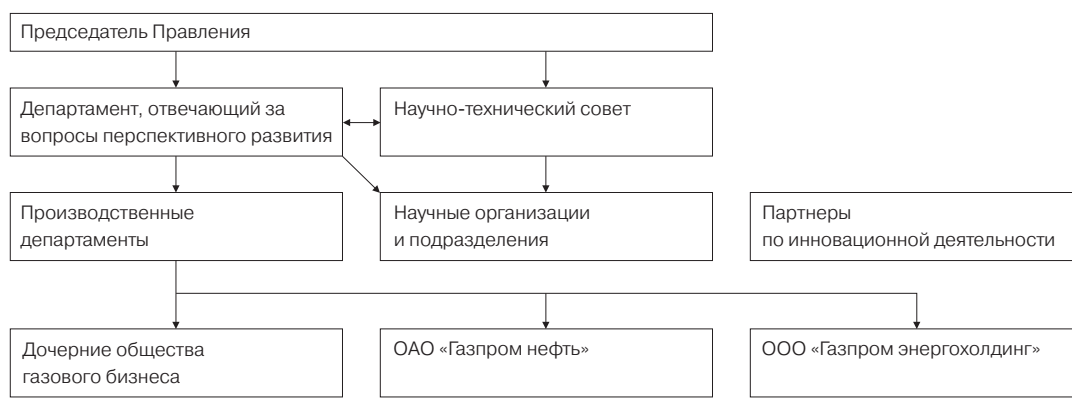 Председатель Правления
Департамент, отвечающий за
вопросы перспективного развития
Научно-технический совет
Производственные
департаменты
Научные организации
и подразделения
Партнеры
по инновационной деятельности
Дочерние общества
газового бизнеса
ОАО «Газпром нефть»
ООО «Газпром энергохолдинг»